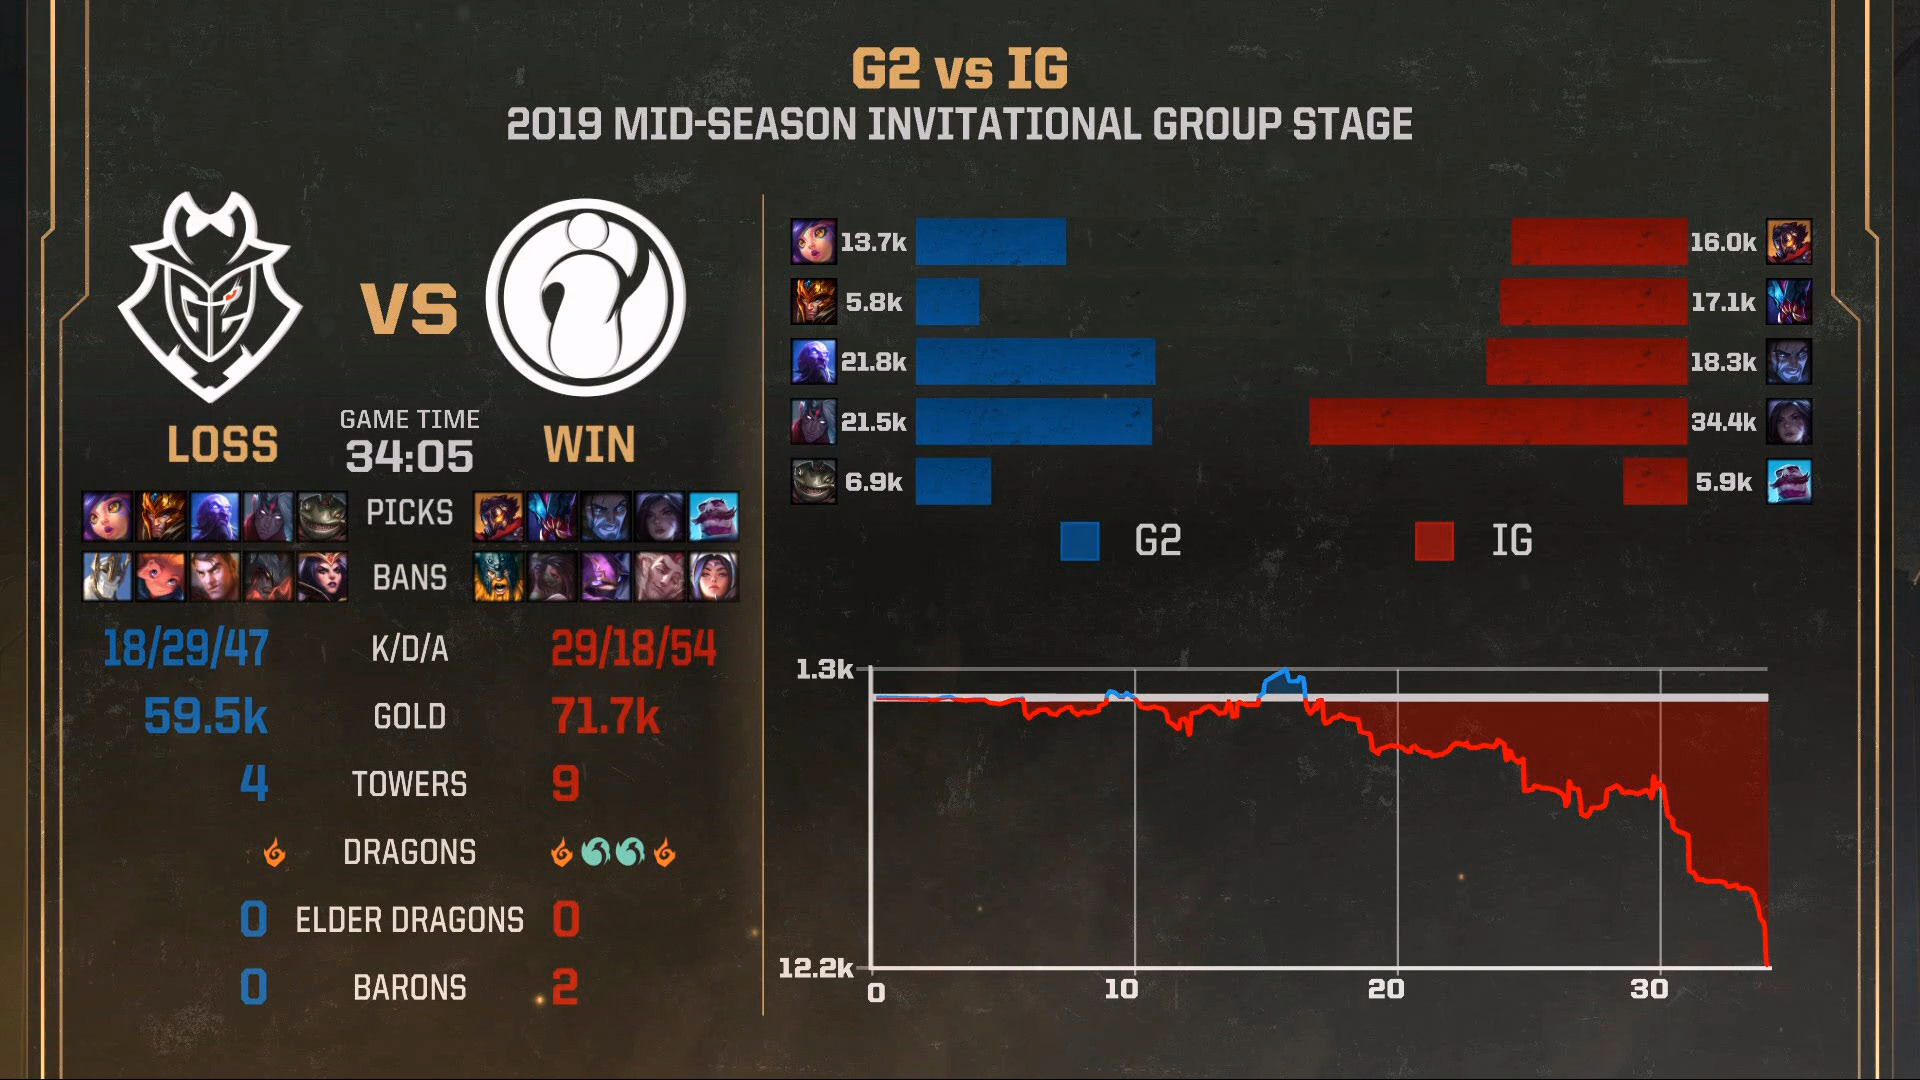 G2 vs IG
2019 MID-SEASON INVITATIONAL GROUP STAGE
G2
VS
LOSS
GAME TIME
34:05
WIN
PICKS
BANS
18/29/47 K/D/A 29/18/54
59.5k GOLD 71.7k
4 TOWERS 9
DRAGONS
0 ELDER DRAGONS 0
0 BARONS 2
13.7k 16.0k
5.8k 17.1k
21.8k 18.3k
21.5k 34.4k
6.9k 5.9k
G2 IG
1.3k
12.2k
0 10 20 30